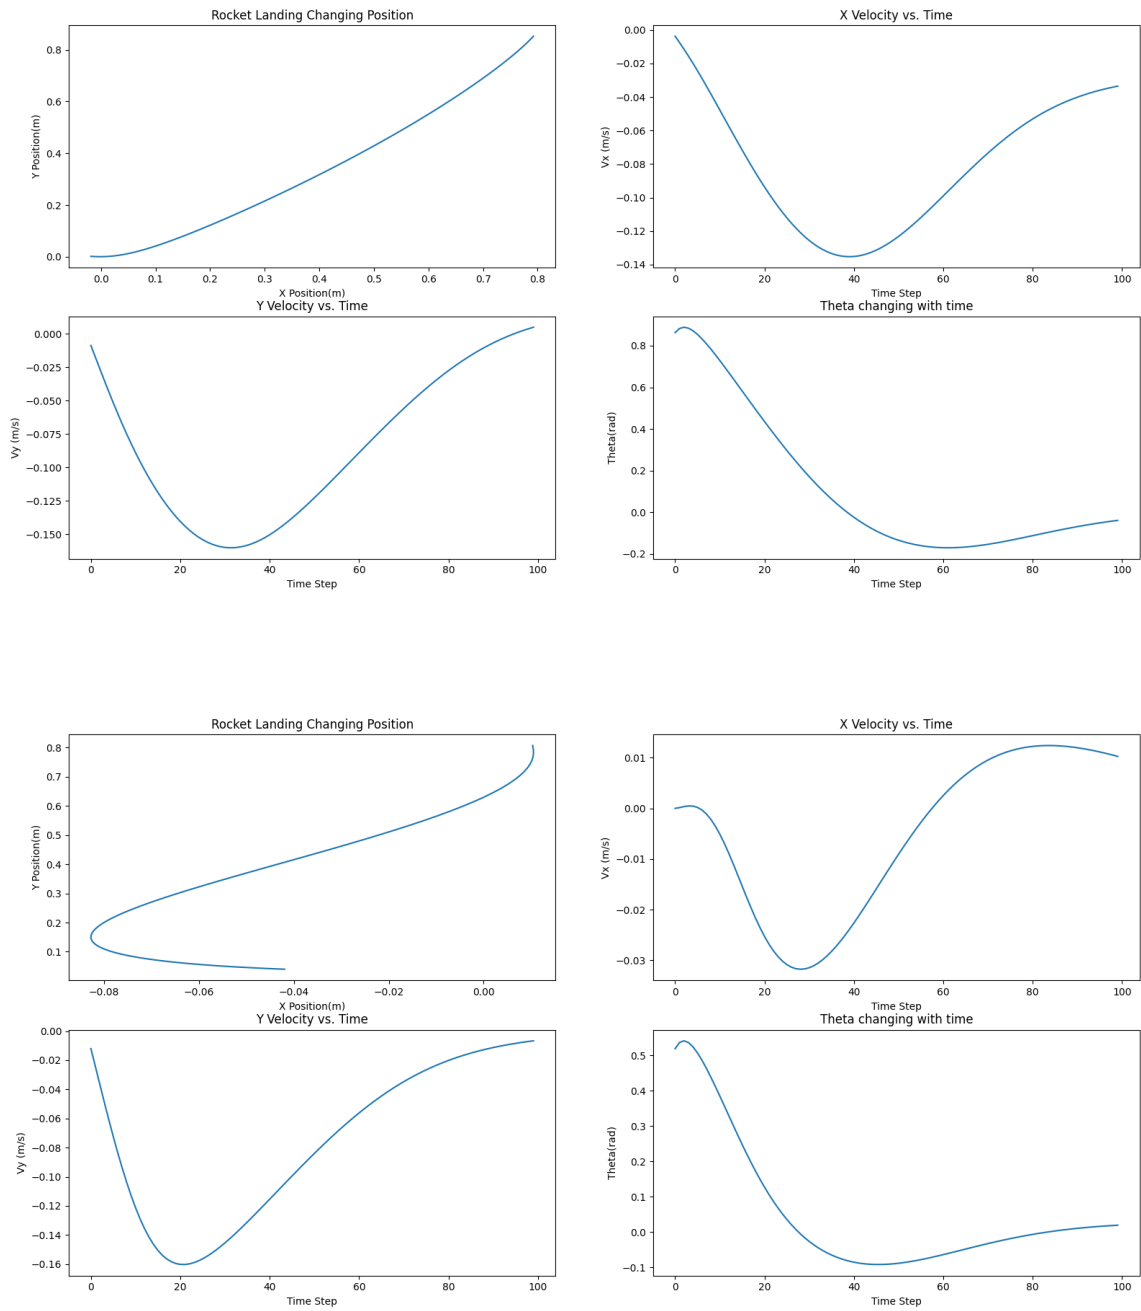 Rocket Landing Changing Position
0.8
0.6
0.4
0.2
0.0
Y Position(m)
0.0 0.1 0.2 0.3 0.4 0.5 0.6 0.7 0.8
X Position(m)
X Velocity vs. Time
0.00
−0.02
−0.04
−0.06
−0.08
−0.10
−0.12
−0.14
Vx (m/s)
0 20 40 60 80 100
Time Step
Y Velocity vs. Time
0.000
−0.025
−0.050
−0.075
−0.100
−0.125
−0.150
Vy (m/s)
0 20 40 60 80 100
Time Step
Theta changing with time
0.8
0.6
0.4
0.2
0.0
−0.2
Theta(rad)
0 20 40 60 80 100
Time Step
Rocket Landing Changing Position
0.8
0.7
0.6
0.5
0.4
0.3
0.2
0.1
Y Position(m)
−0.08 −0.06 −0.04 −0.02 0.00
X Position(m)
X Velocity vs. Time
0.01
0.00
−0.01
−0.02
−0.03
Vx (m/s)
0 20 40 60 80 100
Time Step
Y Velocity vs. Time
0.00
−0.02
−0.04
−0.06
−0.08
−0.10
−0.12
−0.14
−0.16
Vy (m/s)
0 20 40 60 80 100
Time Step
Theta changing with time
0.5
0.4
0.3
0.2
0.1
0.0
−0.1
Theta(rad)
0 20 40 60 80 100
Time Step